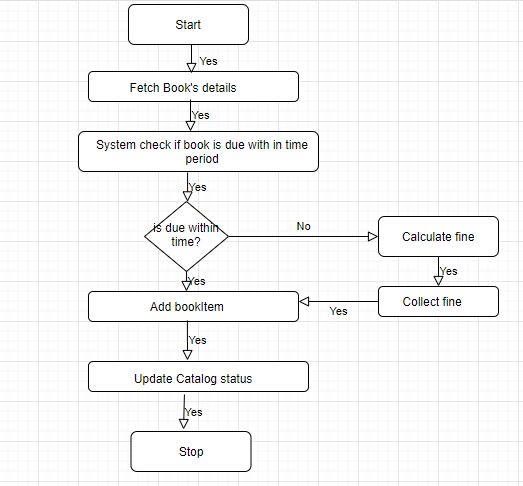 Start
Yes
Fetch Book's details
Yes
System check if book is due with in time
period
Yes
is due within
time?
No
Calculate fine
Yes
Yes
Collect fine
Yes
Add bookItem
Yes
Update Catalog status
Yes
Stop